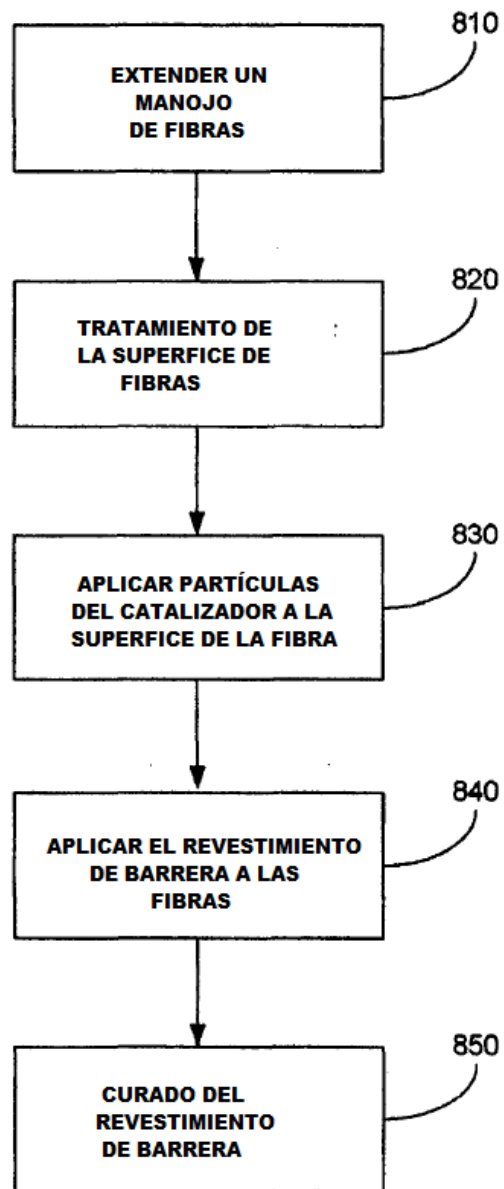 810
EXTENDER UN
MANOJO
DE FIBRAS
820
TRATAMIENTO DE
LA SUPERFICE DE
FIBRAS
830
APLICAR PARTÍCULAS
DEL CATALIZADOR A LA
SUPERFICE DE LA FIBRA
840
APLICAR EL REVESTIMIENTO
DE BARRERA A LAS
FIBRAS
850
CURADO DEL
REVESTIMIENTO
DE BARRERA